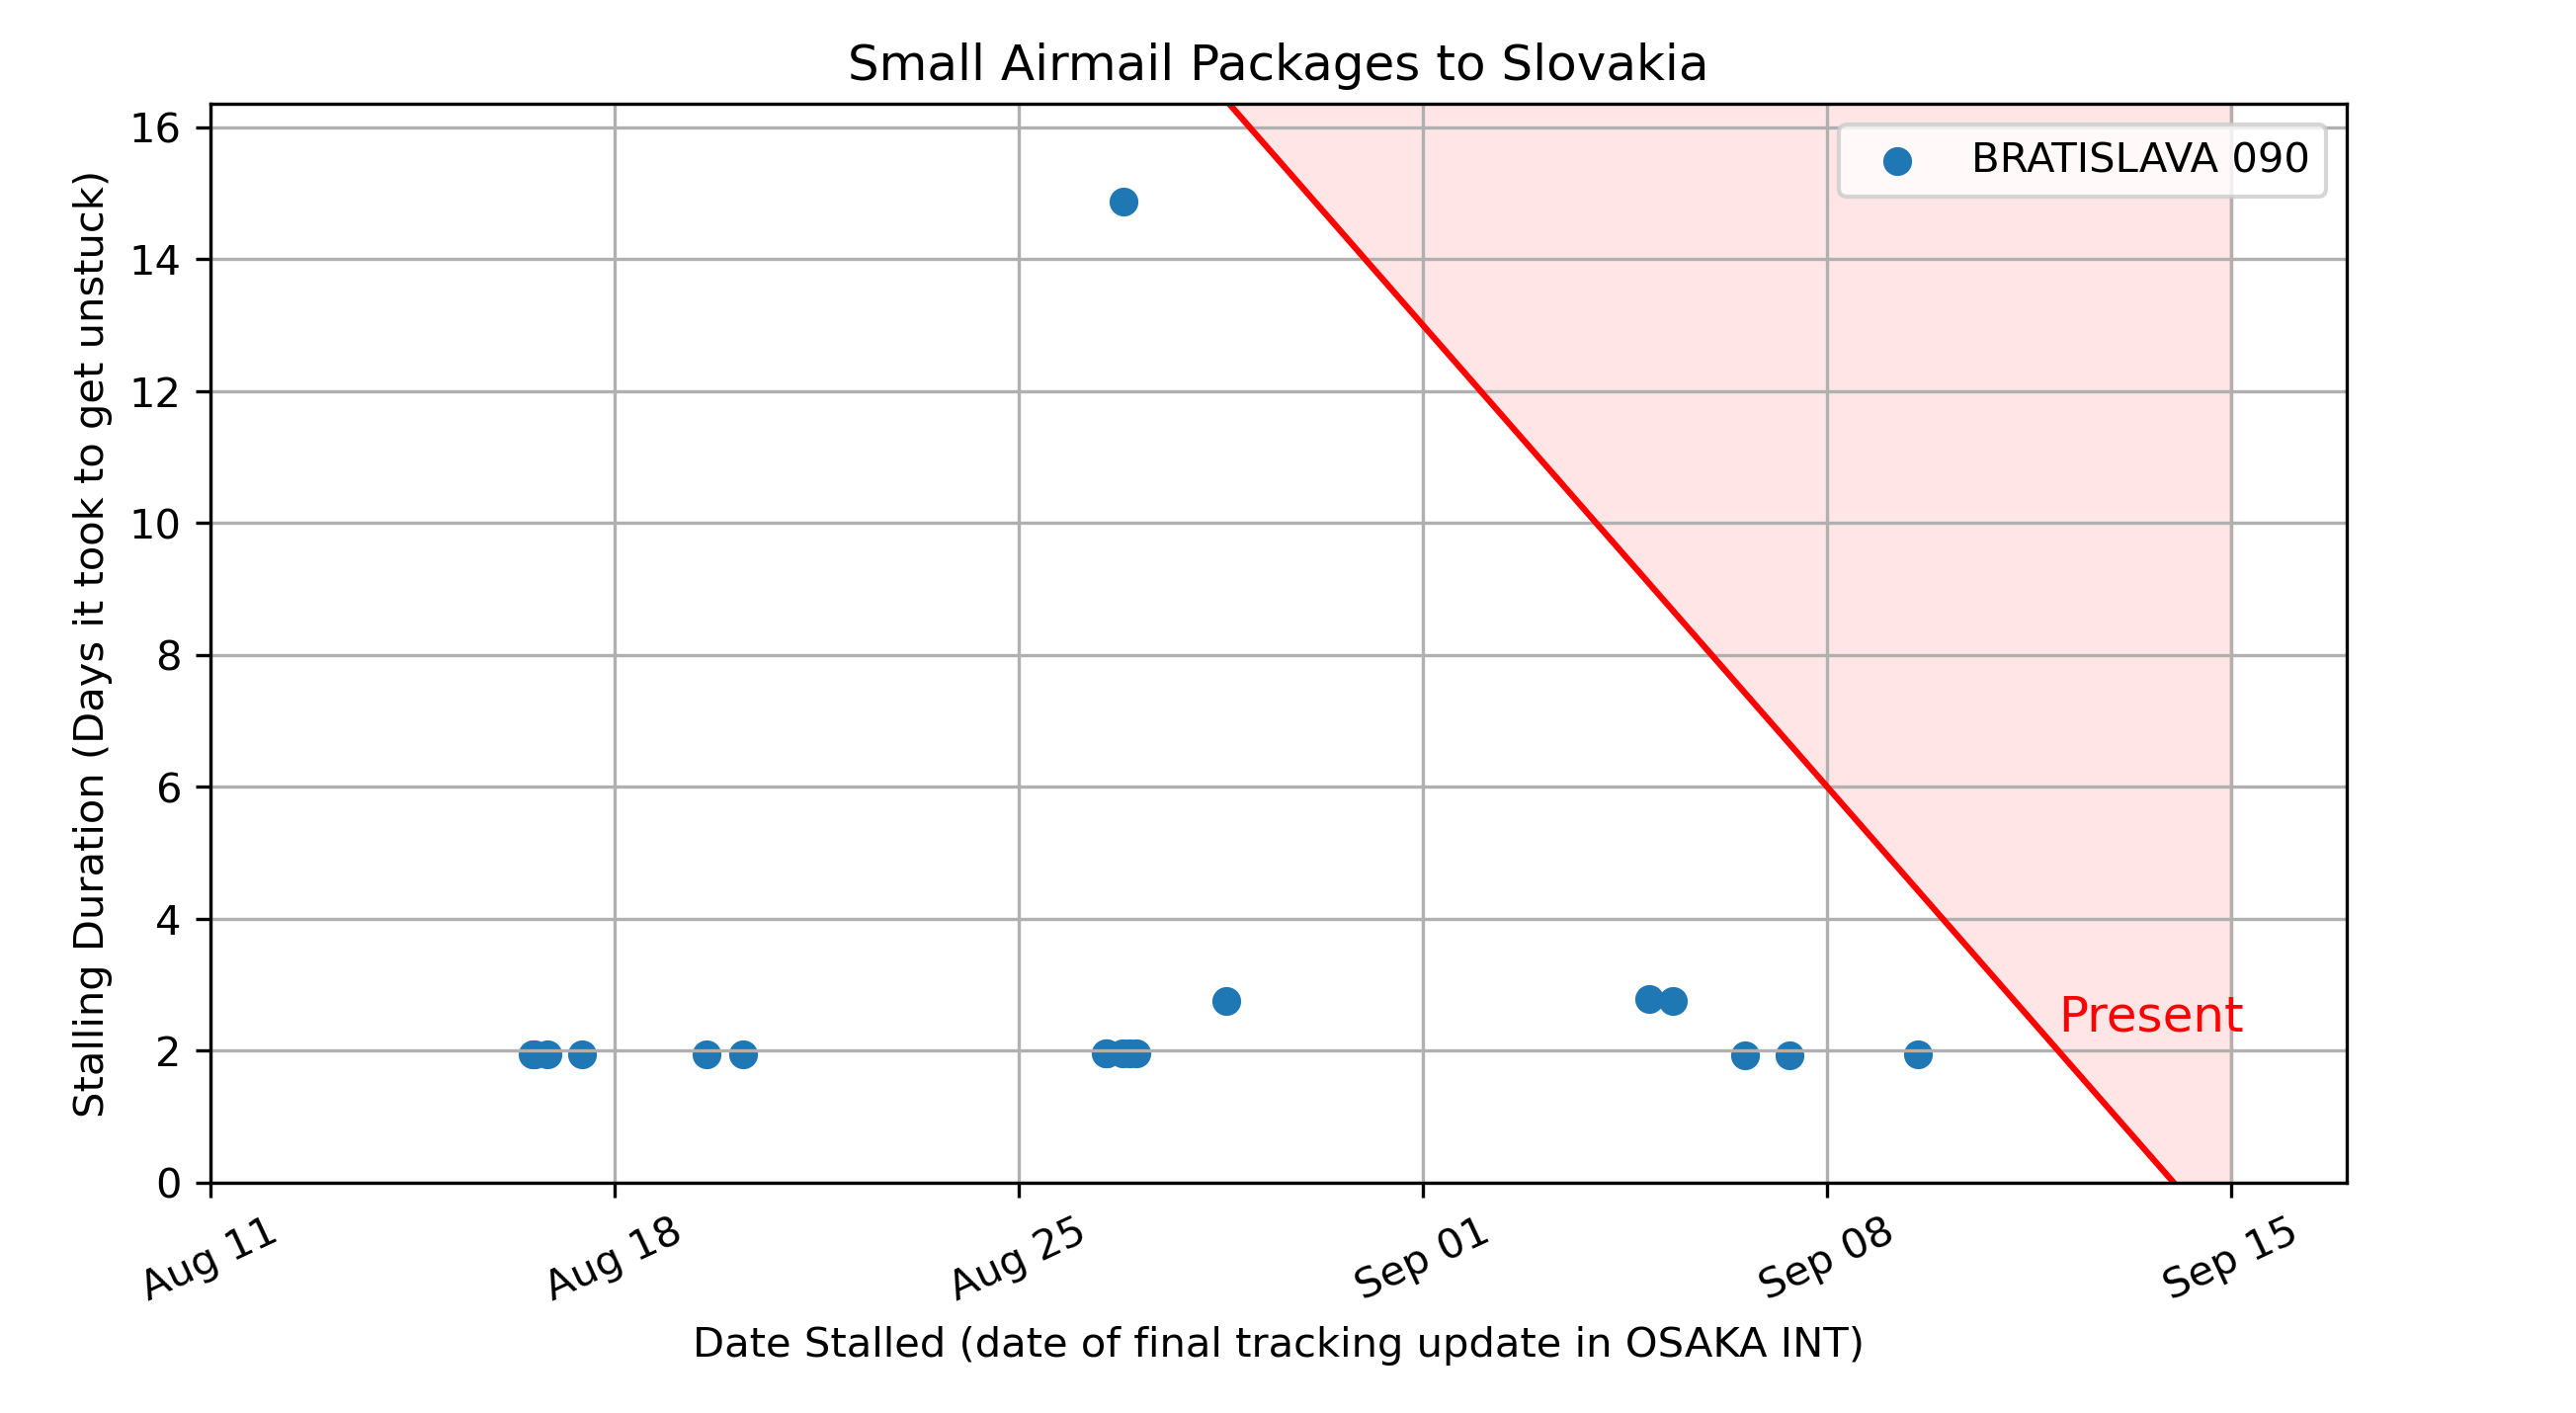 Small Airmail Packages to Slovakia
BRATISLAVA 090
Stalling Duration (Days it took to get unstuck)
16
14
12
10
8
6
4
2
0
Present
Aug 11
Aug 18
Aug 25
Sep 01
Sep 08
Sep 15
Date Stalled (date of final tracking update in OSAKA INT)